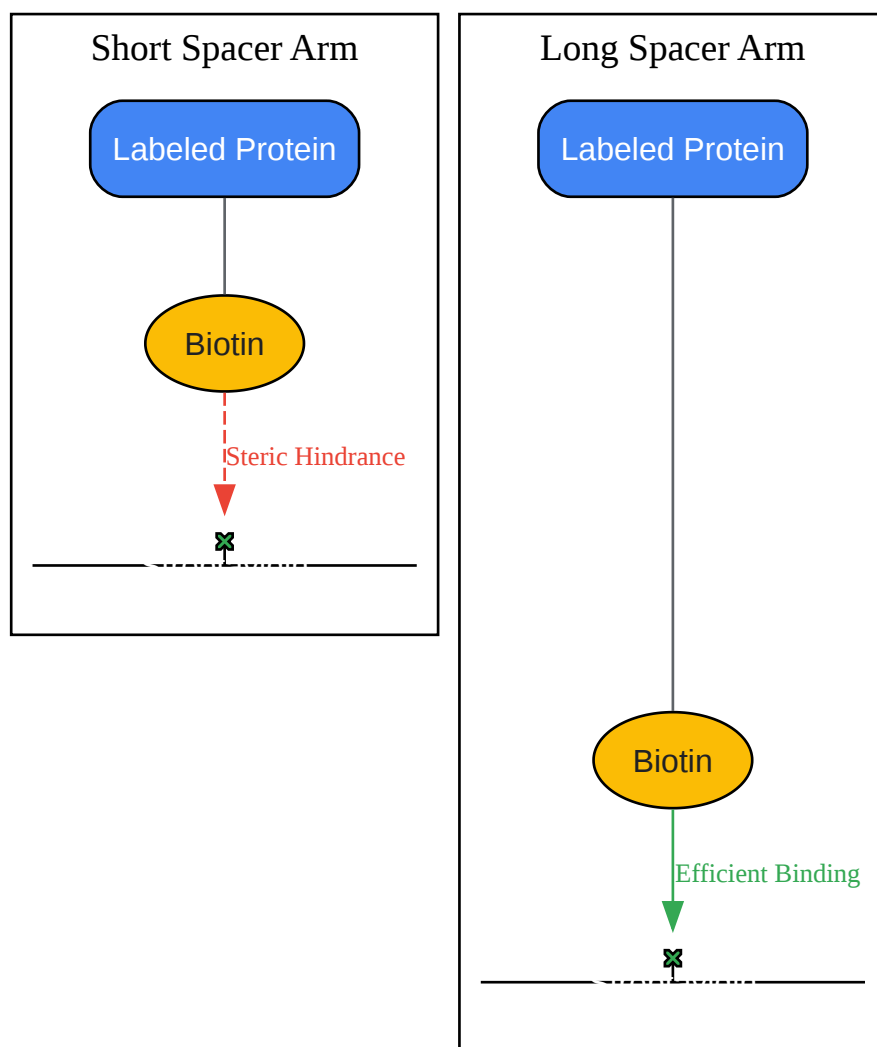 Short Spacer Arm
Labeled Protein
Biotin
Steric Hindrance
Long Spacer Arm
Labeled Protein
Biotin
Efficient Binding